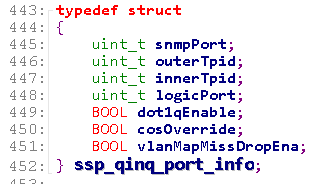 443: typedef struct
444: {
445:     uint_t snmpPort;
446:     uint_t outerTpid;
447:     uint_t innerTpid;
448:     uint_t logicPort;
449:     BOOL dot1qEnable;
450:     BOOL cosOverride;
451:     BOOL vlanMapMissDropEna;
452: } ssp_qinq_port_info;